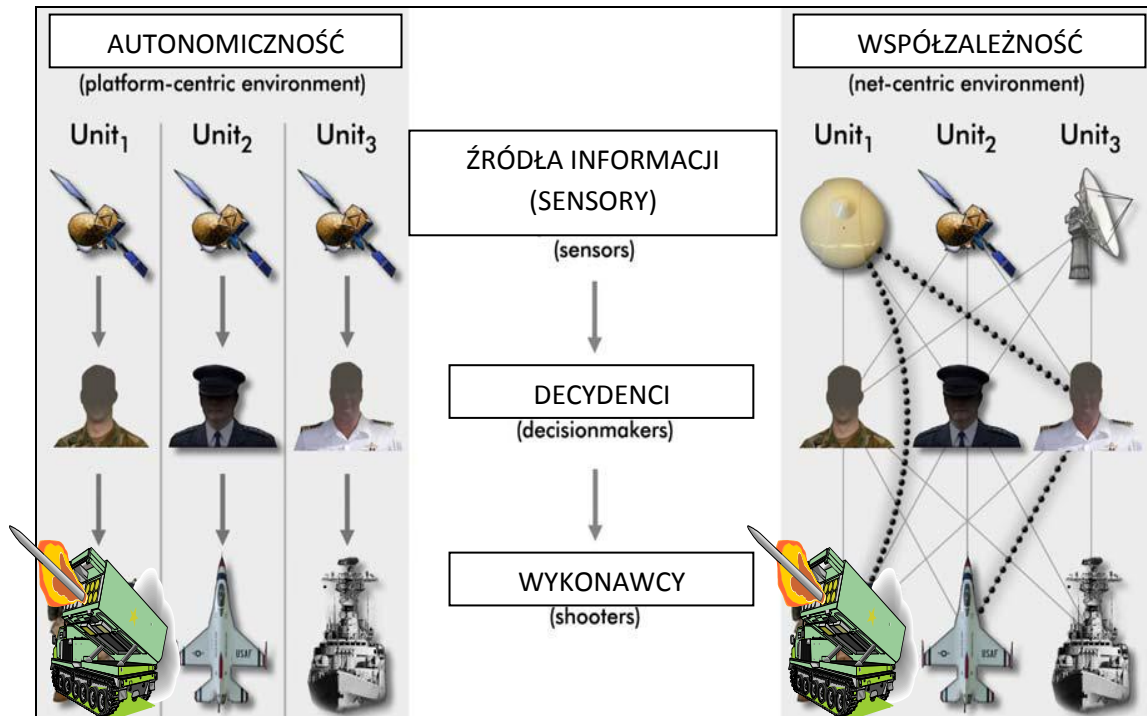 AUTONOMICZNOŚĆ
(platform-centric environment)
Unit1 Unit2 Unit3
ŹRÓDŁA INFORMACJI
(SENSORY)
(sensors)
DECYDENCI
(decisionmakers)
WYKONAWCY
(shooters)
USAF
WSPÓŁZALEŻNOŚĆ
(net-centric environment)
Unit1 Unit2 Unit3
USAF